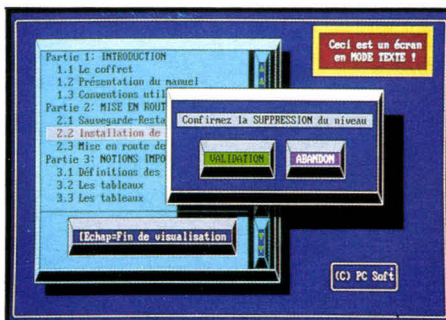 Ceci est un écran
en MODE TEXTE !
Partie 1: INTRODUCTION
1.1 Le coffret
1.2 Présentation du manuel
1.3 Conventions util
Partie 2: MISE EN ROUT
2.1 Sauvegarde-Resta
2.2 Installation de
2.3 Mise en route de
Partie 3: NOTIONS IMPO
3.1 Définitions des
3.2 Les tableaux
3.3 Les tableaux
Confirmez la SUPPRESSION du niveau
VALIDATION
ABANDON
[Echap=Fin de visualisation
(C) PC Soft